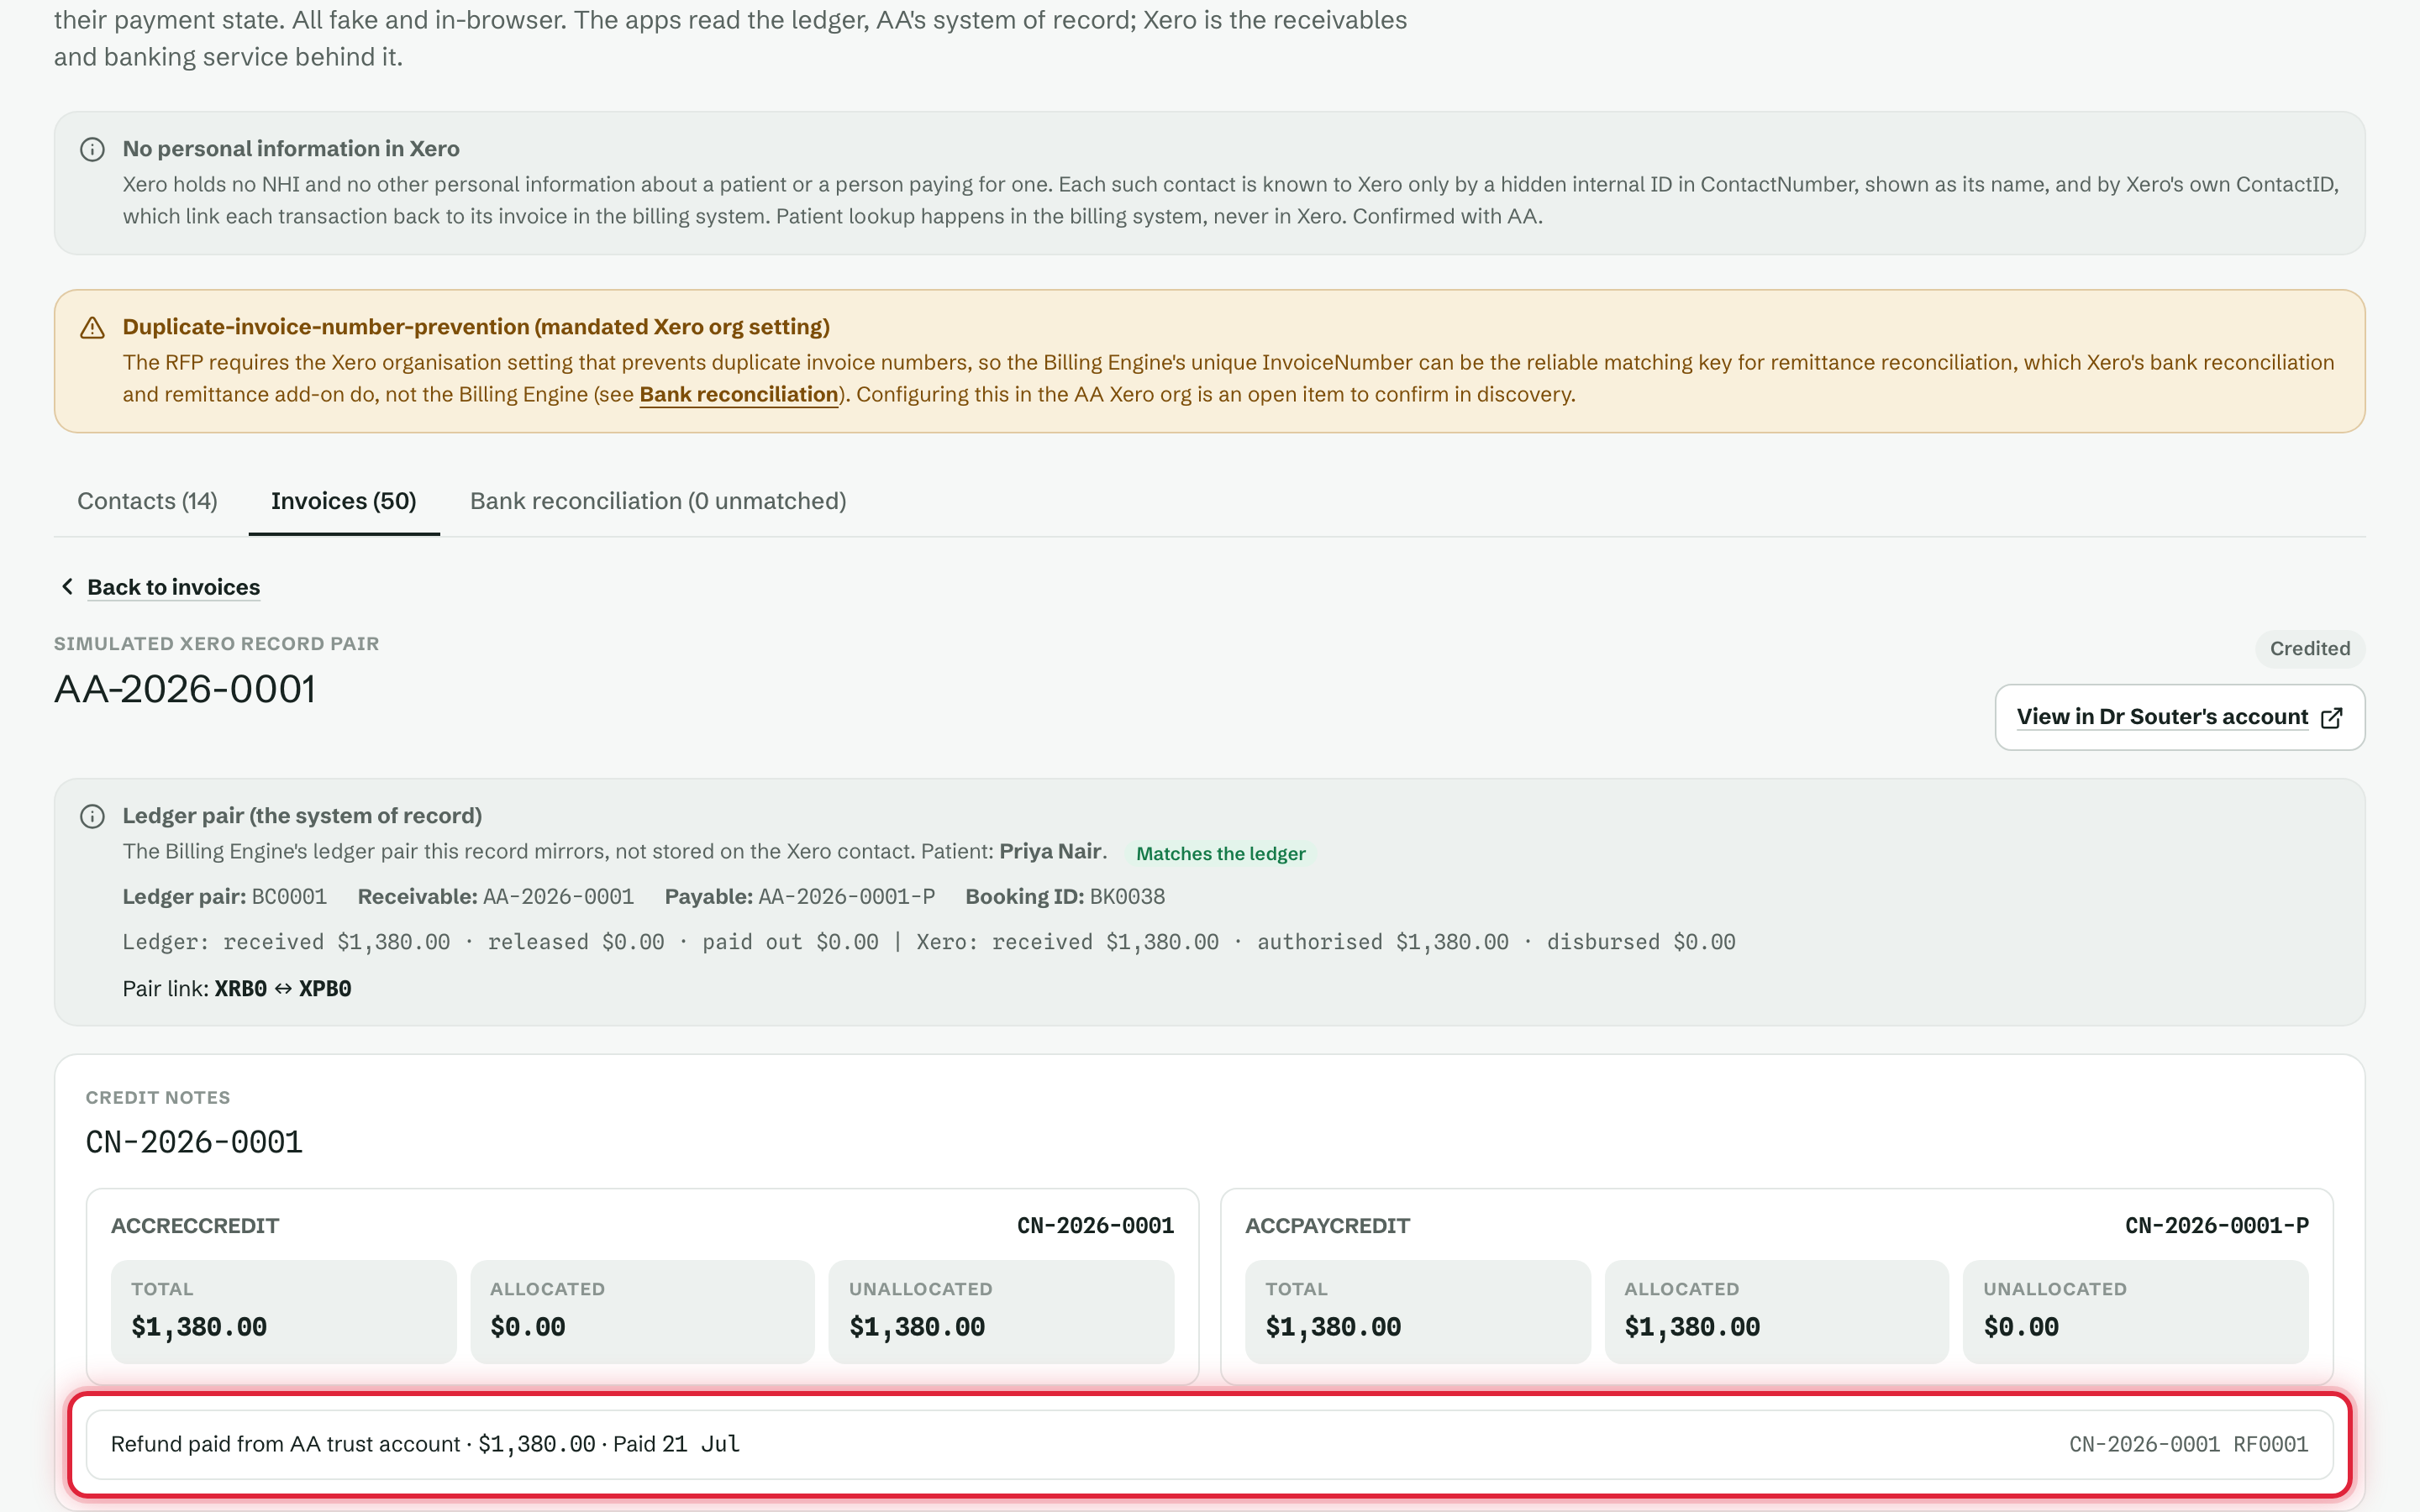 their payment state. All fake and in-browser. The apps read the ledger, AA's system of record; Xero is the receivables
and banking service behind it.
No personal information in Xero
Xero holds no NHI and no other personal information about a patient or a person paying for one. Each such contact is known to Xero only by a hidden internal ID in ContactNumber, shown as its name, and by Xero's own ContactID,
which link each transaction back to its invoice in the billing system. Patient lookup happens in the billing system, never in Xero. Confirmed with AA.
Duplicate-invoice-number-prevention (mandated Xero org setting)
The RFP requires the Xero organisation setting that prevents duplicate invoice numbers, so the Billing Engine's unique InvoiceNumber can be the reliable matching key for remittance reconciliation, which Xero's bank reconciliation
and remittance add-on do, not the Billing Engine (see Bank reconciliation). Configuring this in the AA Xero org is an open item to confirm in discovery.
Contacts (14) Invoices (50) Bank reconciliation (0 unmatched)
Back to invoices
SIMULATED XERO RECORD PAIR
Credited
AA-2026-0001
View in Dr Souter's account
Ledger pair (the system of record)
The Billing Engine's ledger pair this record mirrors, not stored on the Xero contact. Patient: Priya Nair. Matches the ledger
Ledger pair: BC0001 Receivable: AA-2026-0001 Payable: AA-2026-0001-P Booking ID: BK0038
Ledger: received $1,380.00 · released $0.00 · paid out $0.00 | Xero: received $1,380.00 · authorised $1,380.00 · disbursed $0.00
Pair link: XRB0 ↔ XPB0
CREDIT NOTES
CN-2026-0001
ACCRECCREDIT CN-2026-0001
TOTAL ALLOCATED UNALLOCATED
$1,380.00 $0.00 $1,380.00
ACCPAYCREDIT CN-2026-0001-P
TOTAL ALLOCATED UNALLOCATED
$1,380.00 $1,380.00 $0.00
Refund paid from AA trust account · $1,380.00 · Paid 21 Jul CN-2026-0001 RF0001